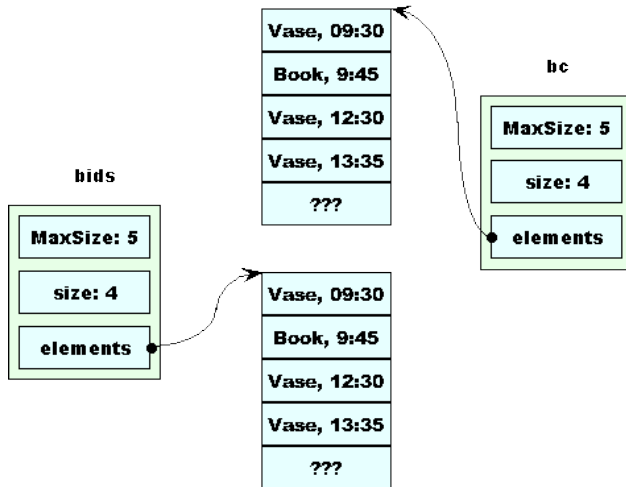 bids
MaxSize: 5
size: 4
elements
Vase, 09:30
Book, 9:45
Vase, 12:30
Vase, 13:35
???
Vase, 09:30
Book, 9:45
Vase, 12:30
Vase, 13:35
???
bc
MaxSize: 5
size: 4
elements